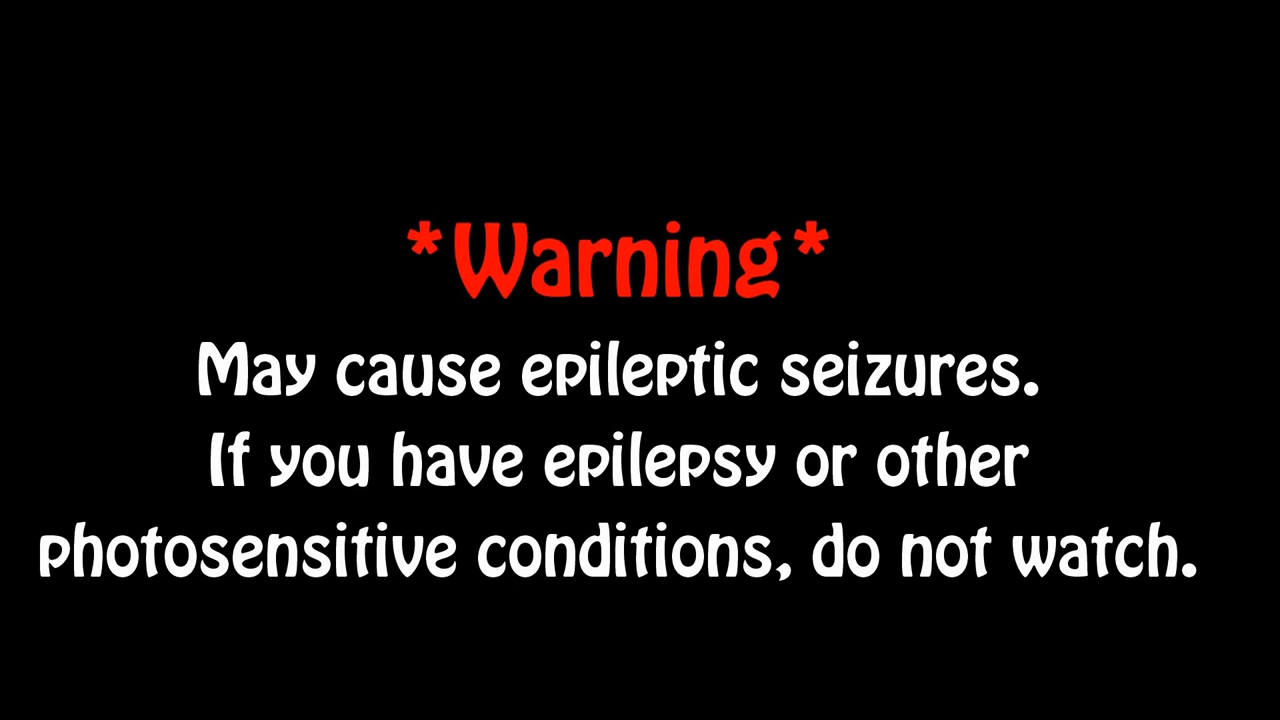 *Warning*
May cause epileptic seizures.
If you have epilepsy or other
photosensitive conditions, do not watch.